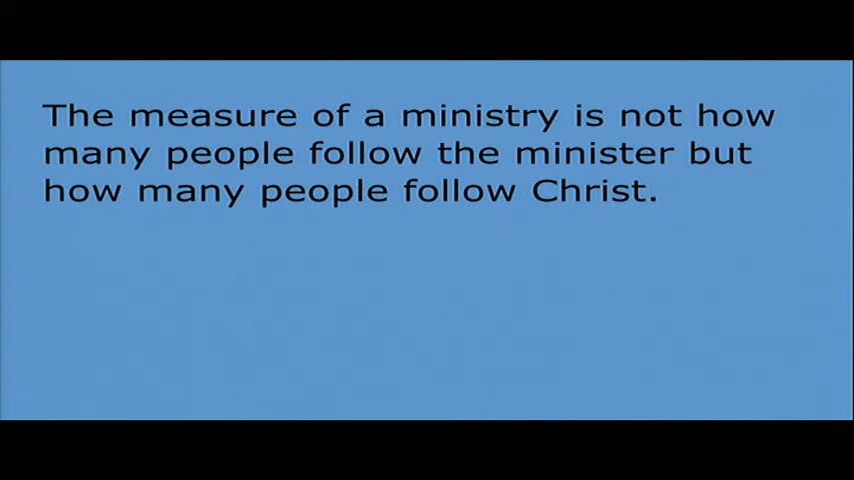 The measure of a ministry is not how
many people follow the minister but
how many people follow Christ.